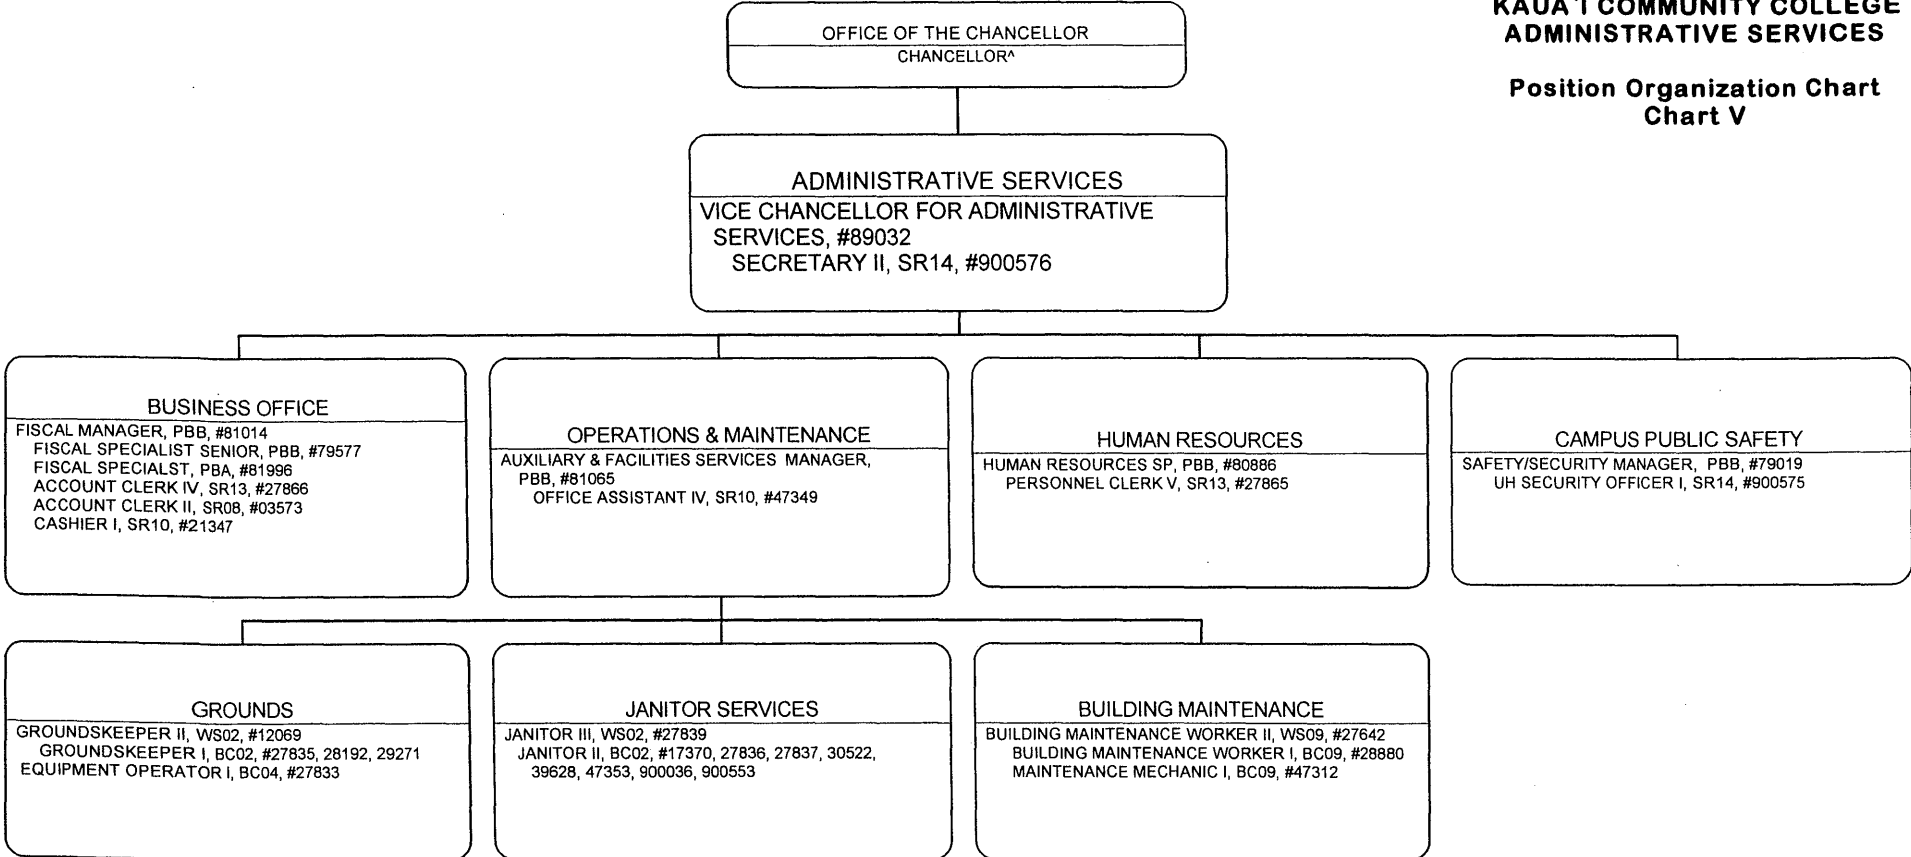 KAUA'I COMMUNITY COLLEGE
ADMINISTRATIVE SERVICES
Position Organization Chart
Chart V
OFFICE OF THE CHANCELLOR
CHANCELLOR^
ADMINISTRATIVE SERVICES
VICE CHANCELLOR FOR ADMINISTRATIVE
SERVICES, #89032
SECRETARY II, SR14, #900576
BUSINESS OFFICE
FISCAL MANAGER, PBB, #81014
FISCAL SPECIALIST SENIOR, PBB, #79577
FISCAL SPECIALST, PBA, #81996
ACCOUNT CLERK IV, SR13, #27866
ACCOUNT CLERK II, SR08, #03573
CASHIER I, SR10, #21347
OPERATIONS & MAINTENANCE
AUXILIARY & FACILITIES SERVICES MANAGER,
PBB, #81065
OFFICE ASSISTANT IV, SR10, #47349
HUMAN RESOURCES
HUMAN RESOURCES SP, PBB, #80886
PERSONNEL CLERK V, SR13, #27865
CAMPUS PUBLIC SAFETY
SAFETY/SECURITY MANAGER, PBB, #79019
UH SECURITY OFFICER I, SR14, #900575
GROUNDS
GROUNDSKEEPER II, WS02, #12069
GROUNDSKEEPER I, BC02, #27835, 28192, 29271
EQUIPMENT OPERATOR I, BC04, #27833
JANITOR SERVICES
JANITOR III, WS02, #27839
JANITOR II, BC02, #17370, 27836, 27837, 30522,
39628, 47353, 900036, 900553
BUILDING MAINTENANCE
BUILDING MAINTENANCE WORKER II, WS09, #27642
BUILDING MAINTENANCE WORKER I, BC09, #28880
MAINTENANCE MECHANIC I, BC09, #47312